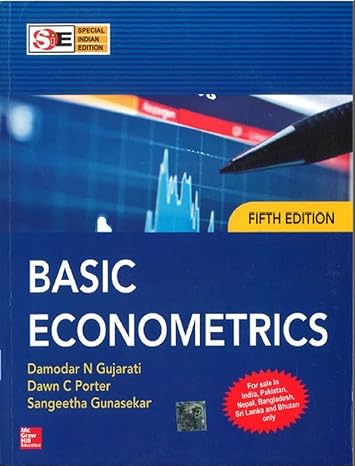 SiE
SPECIAL
INDIAN
EDITION
FIFTH EDITION
BASIC
ECONOMETRICS
Damodar N Gujarati
Dawn C Porter
Sangeetha Gunasekar
For sale in
India, Pakistan,
Nepal, Bangladesh,
Sri Lanka and Bhutan
only
Mc
Graw
Hill
Education